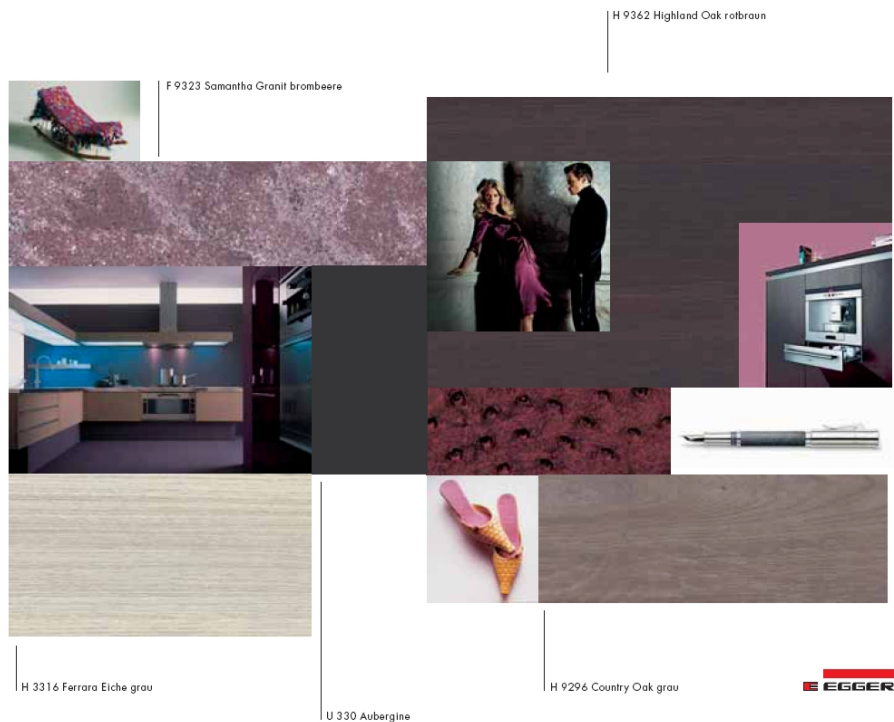 H 9362 Highland Oak rotbraun
F 9323 Samantha Granit brombeere
H 3316 Ferrara Eiche grau
H 9296 Country Oak grau
EGGER
U 330 Aubergine